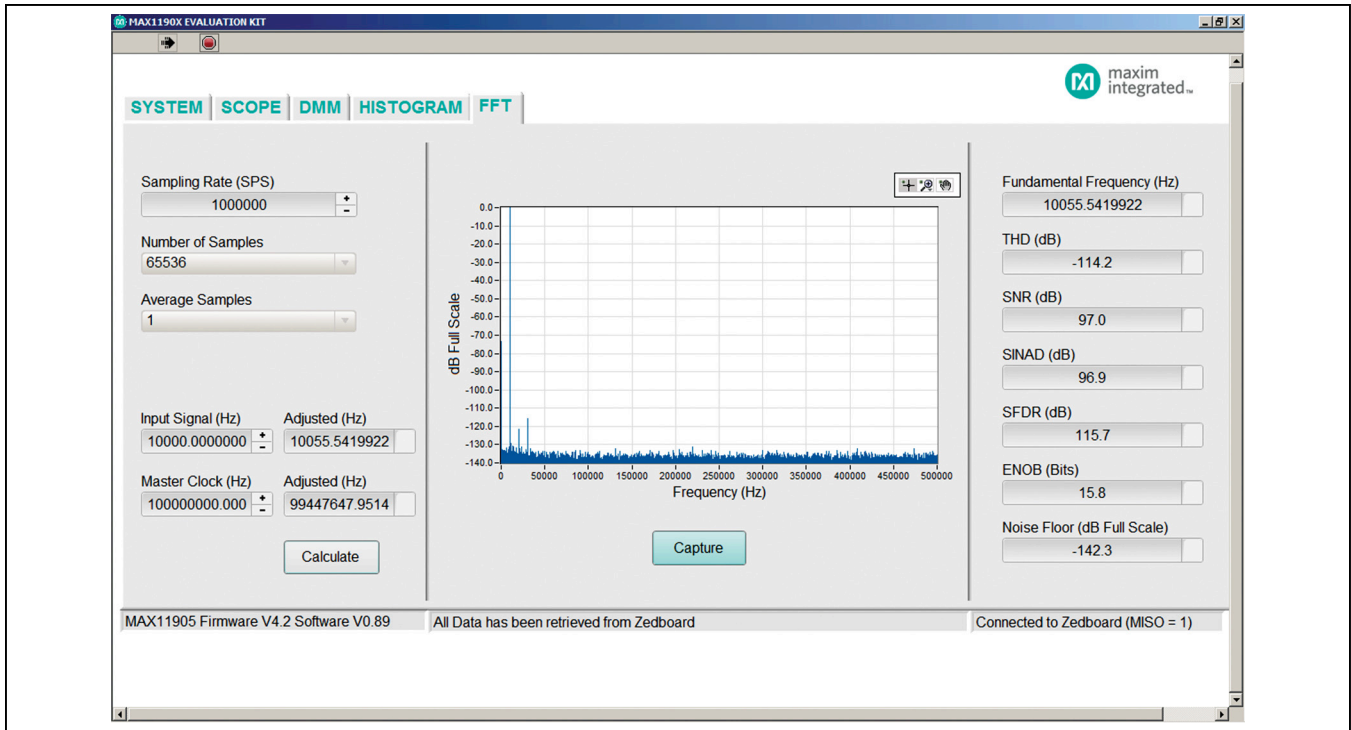 MAX1190X EVALUATION KIT
maxim
integrated™
SYSTEM
SCOPE
DMM
HISTOGRAM
FFT
Sampling Rate (SPS)
1000000
Number of Samples
65536
Average Samples
1
Input Signal (Hz)
Adjusted (Hz)
10000.0000000
10055.5419922
Master Clock (Hz)
Adjusted (Hz)
100000000.000
99447647.9514
Calculate
dB Full Scale
0.0
-10.0
-20.0
-30.0
-40.0
-50.0
-60.0
-70.0
-80.0
-90.0
-100.0
-110.0
-120.0
-130.0
-140.0
0
50000
100000
150000
200000
250000
300000
350000
400000
450000
500000
Frequency (Hz)
Capture
Fundamental Frequency (Hz)
10055.5419922
THD (dB)
-114.2
SNR (dB)
97.0
SINAD (dB)
96.9
SFDR (dB)
115.7
ENOB (Bits)
15.8
Noise Floor (dB Full Scale)
-142.3
MAX11905 Firmware V4.2 Software V0.89
All Data has been retrieved from Zedboard
Connected to Zedboard (MISO = 1)